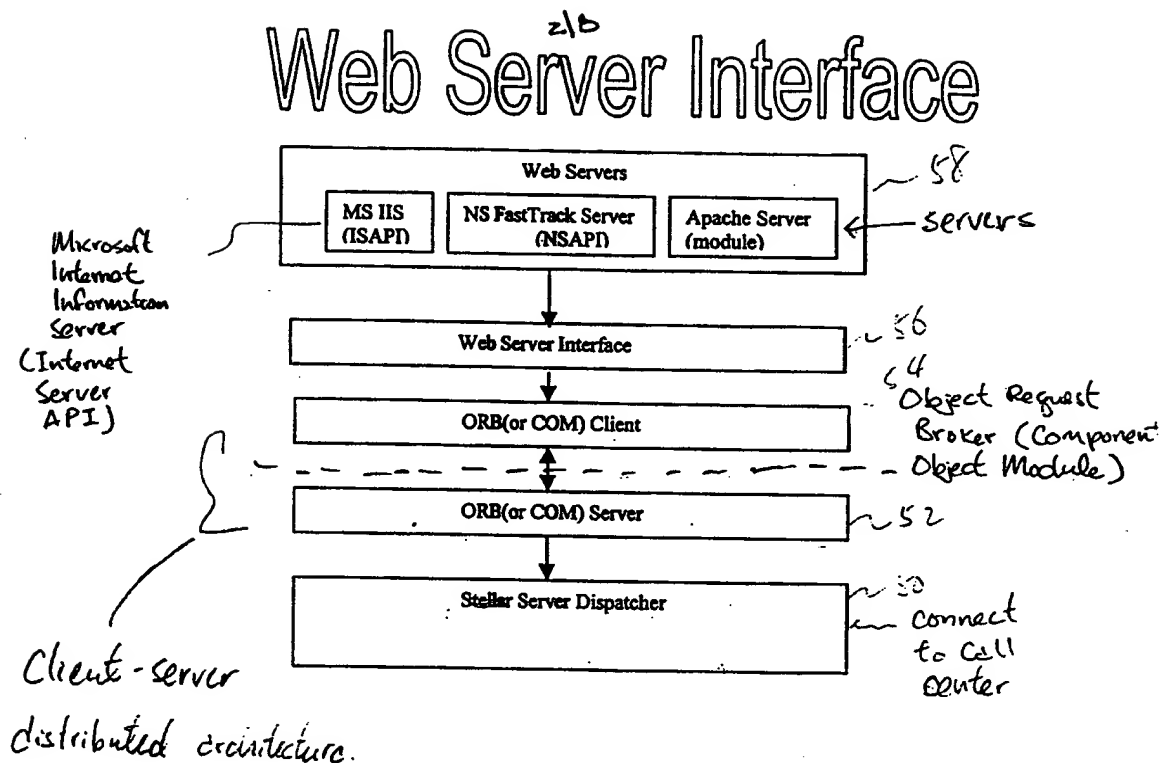 z/B
Web Server Interface
Web Servers
58
MS IIS
(ISAPI)
NS FastTrack Server
(NSAPI)
Apache Server
(module)
servers
Microsoft
Internet
Information
Server
(Internet
Server
API)
Web Server Interface
56
54
Object Request
Broker (Component
Object Module)
ORB(or COM) Client
ORB(or COM) Server
52
Stellar Server Dispatcher
50
connect
to Call
Center
Client-server
distributed architecture.